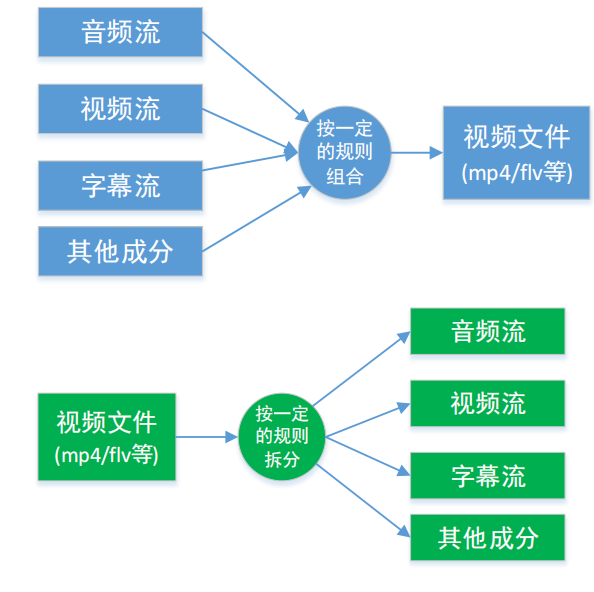 音频流
视频流
字幕流
其他成分
按一定
的规则
组合
视频文件
(mp4/flv等)
视频文件
(mp4/flv等)
按一定
的规则
拆分
音频流
视频流
字幕流
其他成分